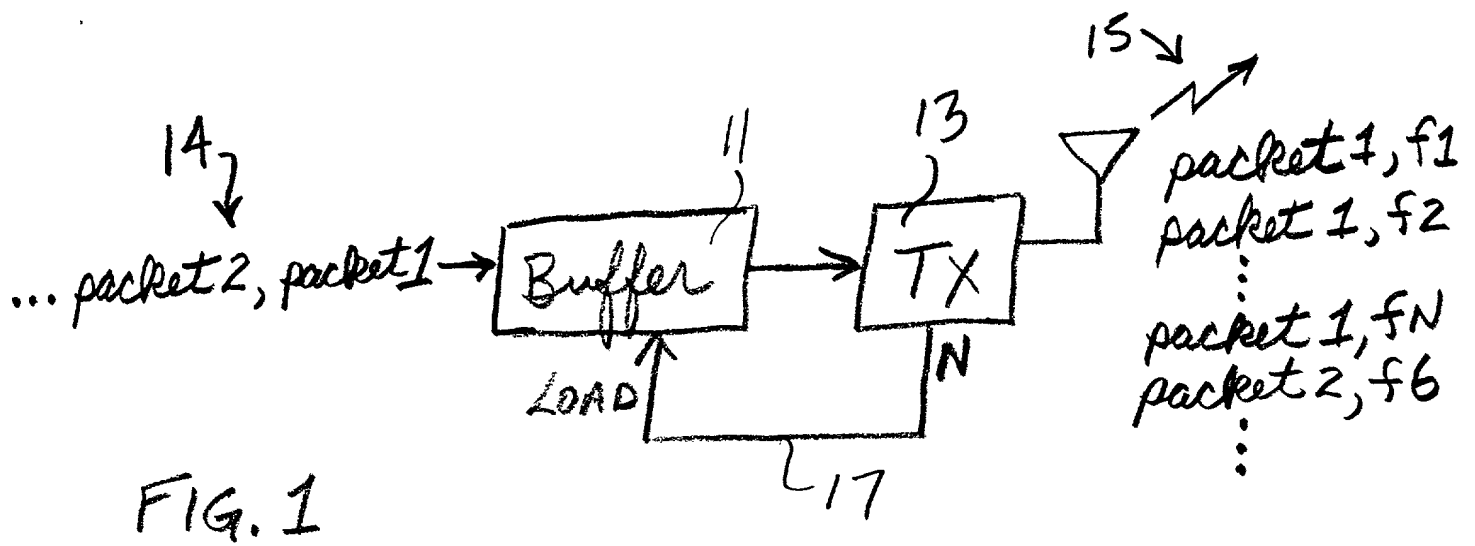 15
14
11
13
packet 1, f1
packet 1, f2
... packet 2, packet 1
Buffer
TX
packet 1, fN
N
packet 2, f6
LOAD
17
FIG. 1